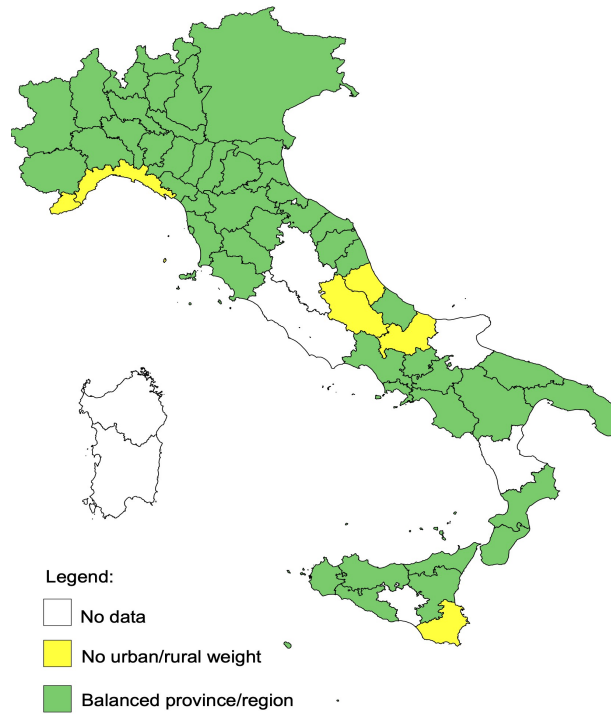 Legend:
No data
No urban/rural weight
Balanced province/region